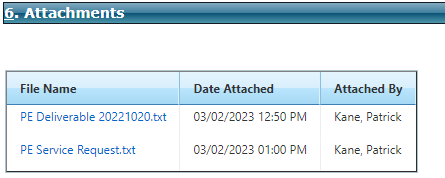 6. Attachments
File Name Date Attached Attached By
PE Deliverable 20221020.txt 03/02/2023 12:50 PM Kane, Patrick
PE Service Request.txt 03/02/2023 01:00 PM Kane, Patrick